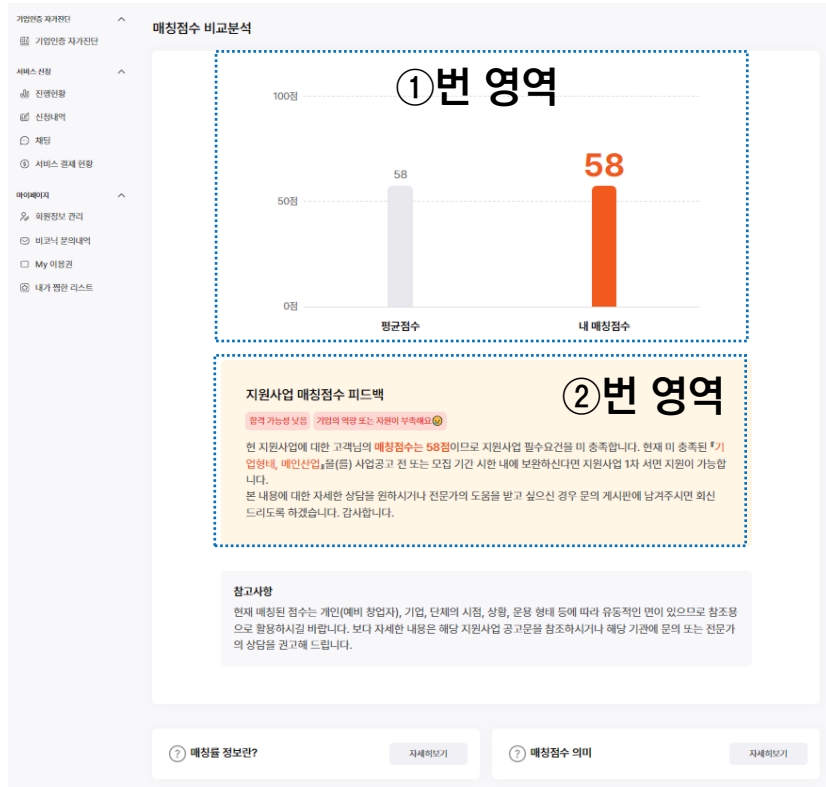 기업인증 자가진단
기업인증 자가진단
서비스 신청
진행현황
신청내역
채팅
서비스 결제 현황
마이페이지
회원정보 관리
비코닉 문의내역
My 이용권
내가 찜한 리스트
매칭점수 비교분석
①번 영역
100점
58
58
50점
0점
평균점수
내 매칭점수
②번 영역
지원사업 매칭점수 피드백
합격 가능성 낮음 기업의 역량 또는 자원이 부족해요😥
현 지원사업에 대한 고객님의 매칭점수는 58점이므로 지원사업 필수요건을 미 충족합니다. 현재 미 충족된 『기
업형태, 메인산업』을(를) 사업공고 전 또는 모집 기간 시한 내에 보완하신다면 지원사업 1차 서면 지원이 가능합
니다.
본 내용에 대한 자세한 상담을 원하시거나 전문가의 도움을 받고 싶으신 경우 문의 게시판에 남겨주시면 회신
드리도록 하겠습니다. 감사합니다.
참고사항
현재 매칭된 점수는 개인(예비 창업자), 기업, 단체의 시점, 상황, 운용 형태 등에 따라 유동적인 면이 있으므로 참조용
으로 활용하시길 바랍니다. 보다 자세한 내용은 해당 지원사업 공고문을 참조하시거나 해당 기관에 문의 또는 전문가
의 상담을 권고해 드립니다.
? 매칭률 정보란?
자세히보기
? 매칭점수 의미
자세히보기